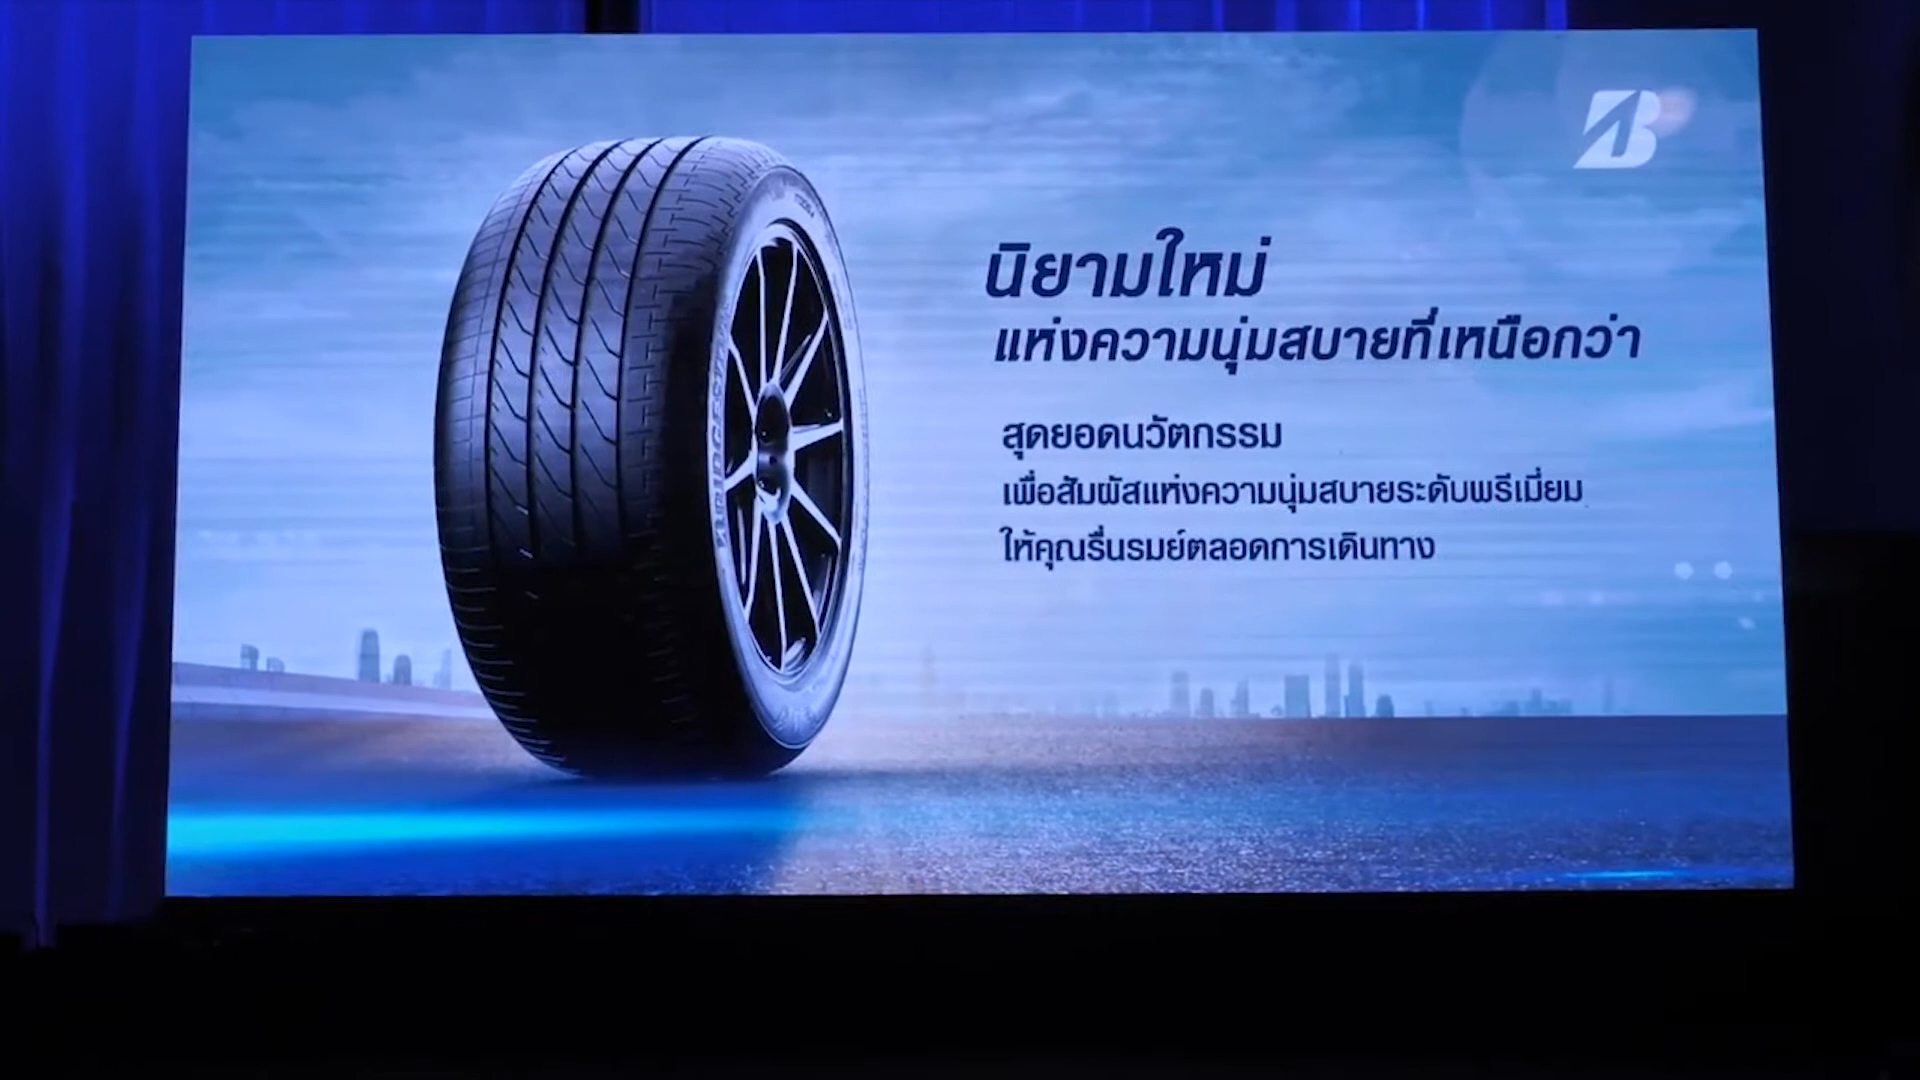 B
นิยามใหม่
แห่งความนุ่มสบายที่เหนือกว่า
สุดยอดนวัตกรรม
เพื่อสัมผัสแห่งความนุ่มสบายระดับพรีเมี่ยม
ให้คุณรื่นรมย์ตลอดการเดินทาง
BRIDGESTONE